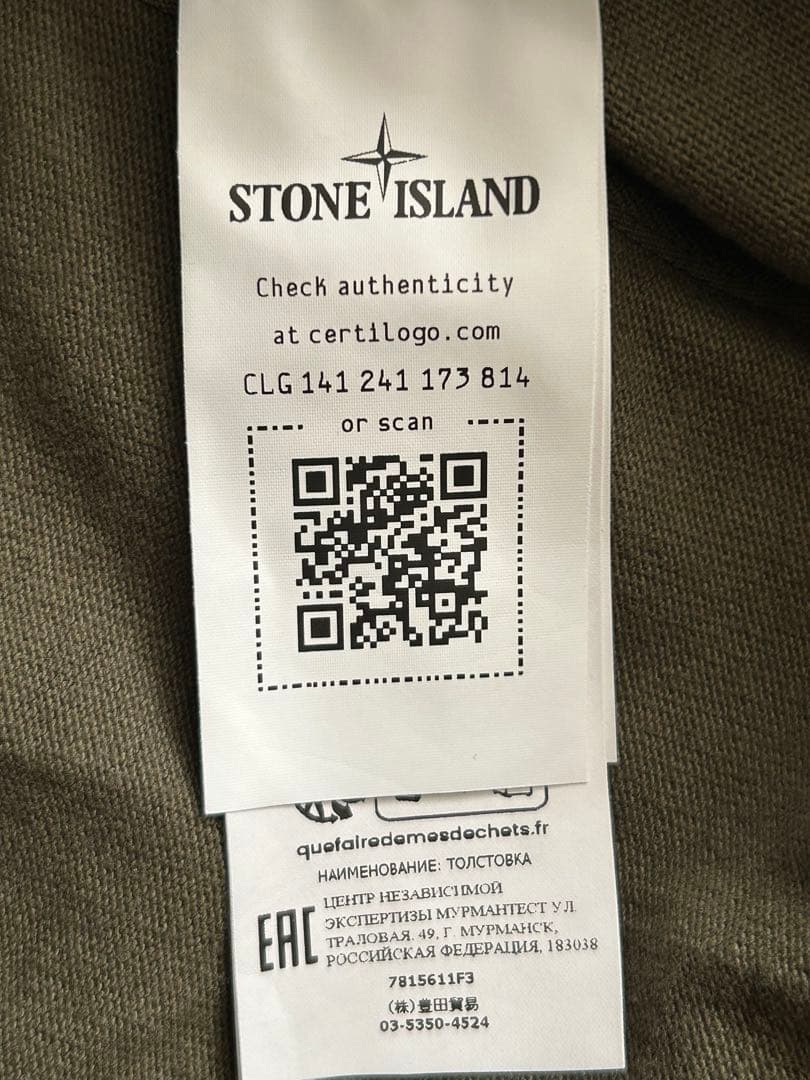 STONE ISLAND
Check authenticity
at certilogo.com
CLG 141 241 173 814
or scan
quefairedemesdechets.fr
НАИМЕНОВАНИЕ: ТОЛСТОВКА
ЦЕНТР НЕЗАВИСИМОЙ
ЭКСПЕРТИЗЫ МУРМАНТЕСТ УЛ.
ТРАЛОВАЯ. 49, Г. МУРМАНСК,
РОССИЙСКАЯ ФЕДЕРАЦИЯ, 183038
EAC
7815611F3
(株)豊田貿易
03-5350-4524